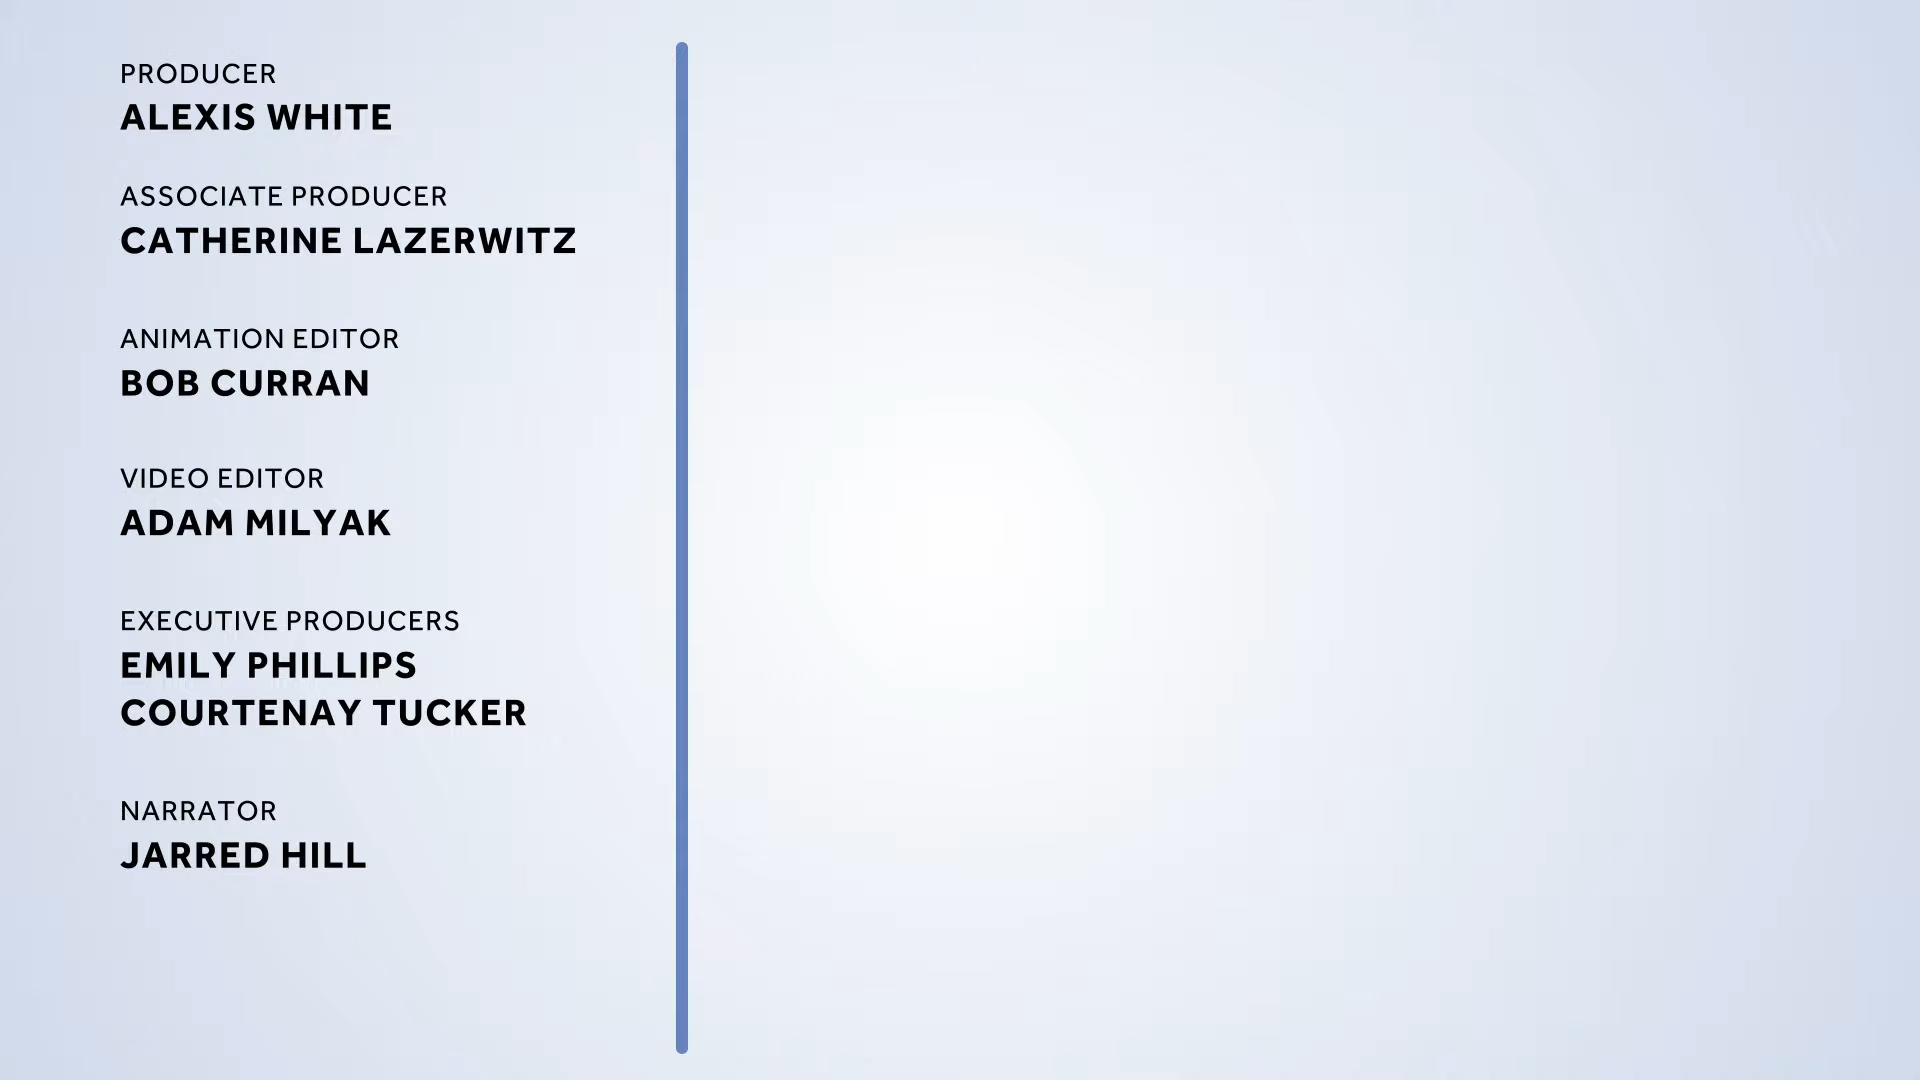 PRODUCER
ALEXIS WHITE
ASSOCIATE PRODUCER
CATHERINE LAZERWITZ
ANIMATION EDITOR
BOB CURRAN
VIDEO EDITOR
ADAM MILYAK
EXECUTIVE PRODUCERS
EMILY PHILLIPS
COURTENAY TUCKER
NARRATOR
JARRED HILL